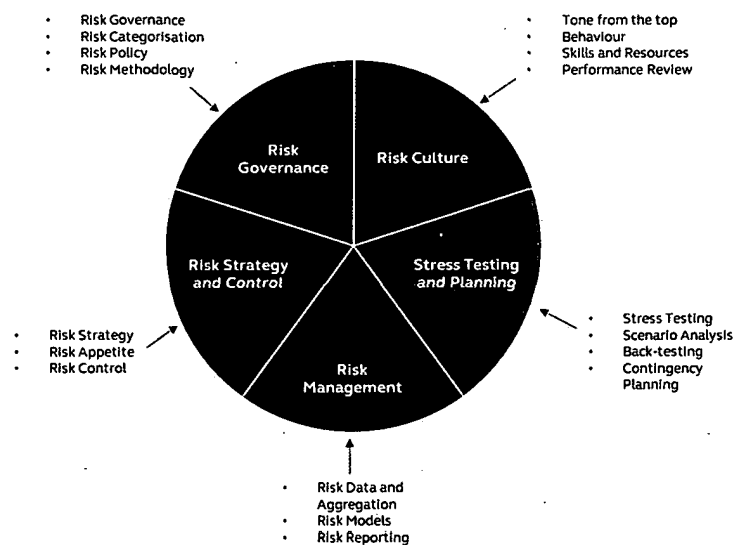 • Risk Governance
• Risk Categorisation
• Risk Policy
• Risk Methodology
• Tone from the top
• Behaviour
• Skills and Resources
• Performance Review
Risk
Governance
Risk Culture
Risk Strategy
and Control
Stress Testing
and Planning
Risk
Management
• Risk Strategy
• Risk Appetite
• Risk Control
• Stress Testing
• Scenario Analysis
• Back-testing
• Contingency
Planning
• Risk Data and
Aggregation
• Risk Models
• Risk Reporting